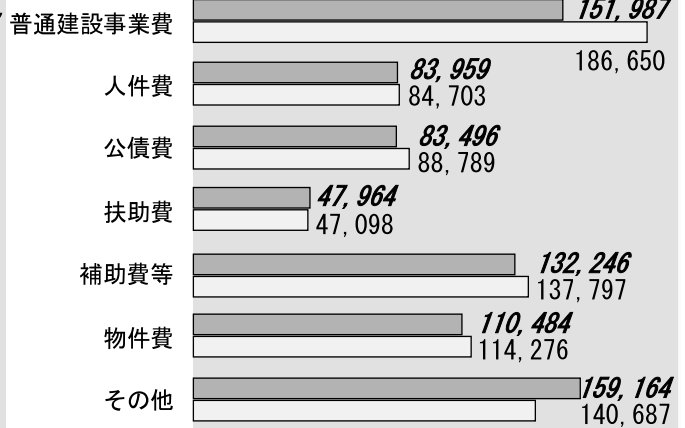 普通建設事業費
151,987
186,650
人件費
83,959
84,703
公債費
83,496
88,789
扶助費
47,964
47,098
補助費等
132,246
137,797
物件費
110,484
114,276
その他
159,164
140,687